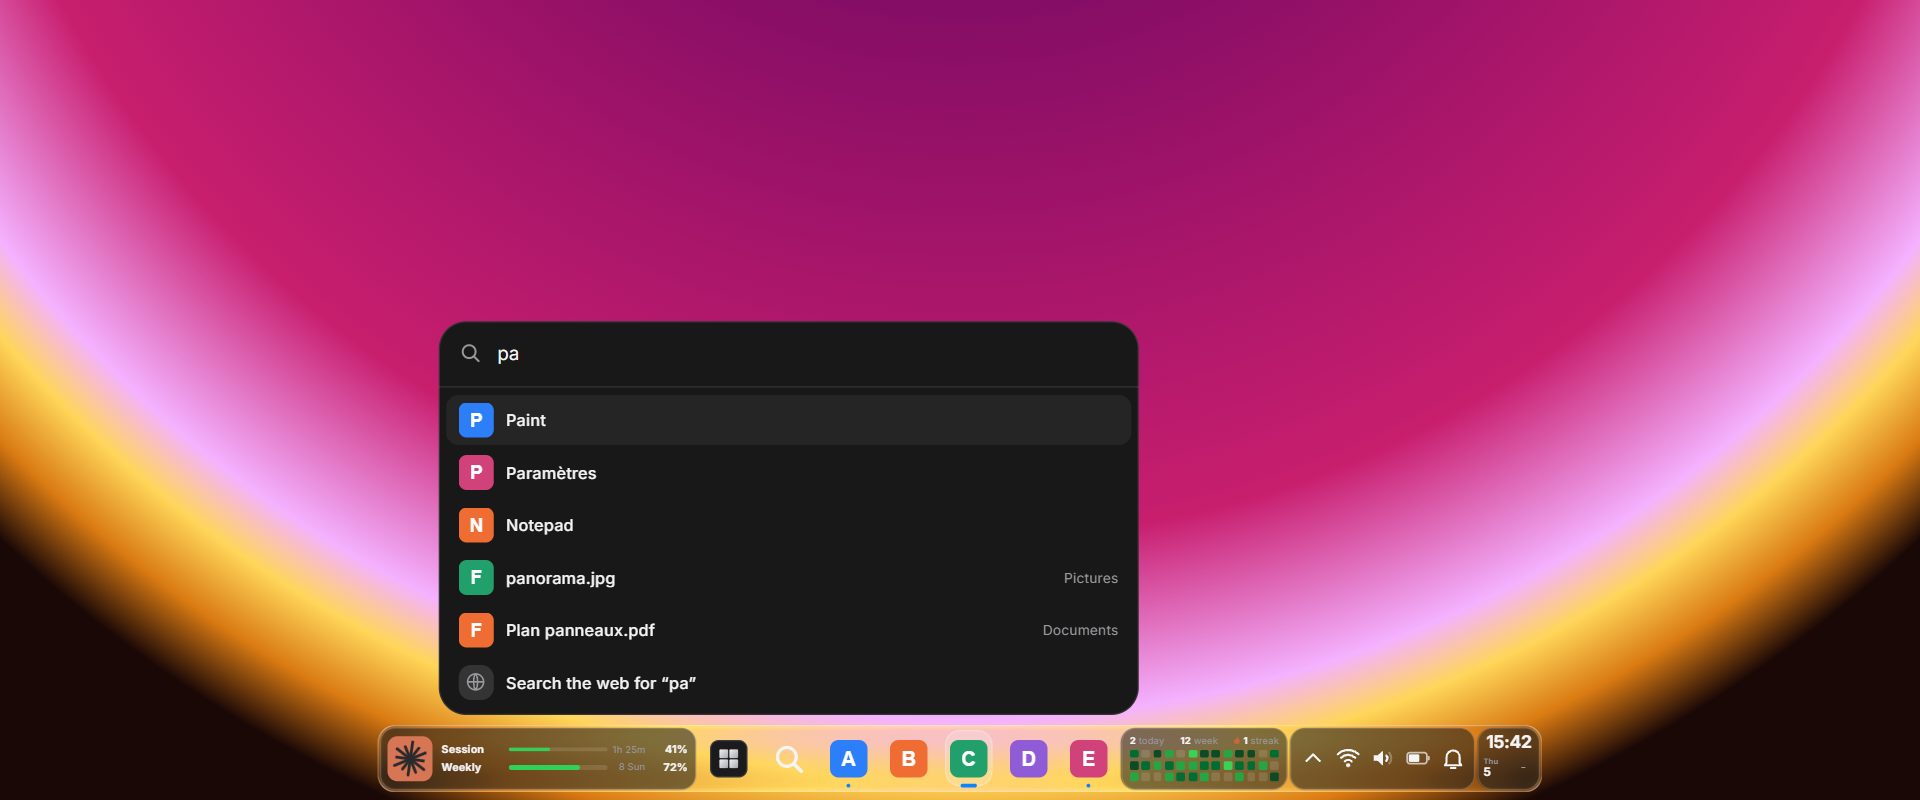 pa
P Paint
P Paramètres
N Notepad
F panorama.jpg Pictures
F Plan panneaux.pdf Documents
Search the web for “pa”
Session 1h 25m 41%
Weekly 8 Sun 72%
A B C D E
2 today 12 week 1 streak
15:42
Thu
5 –